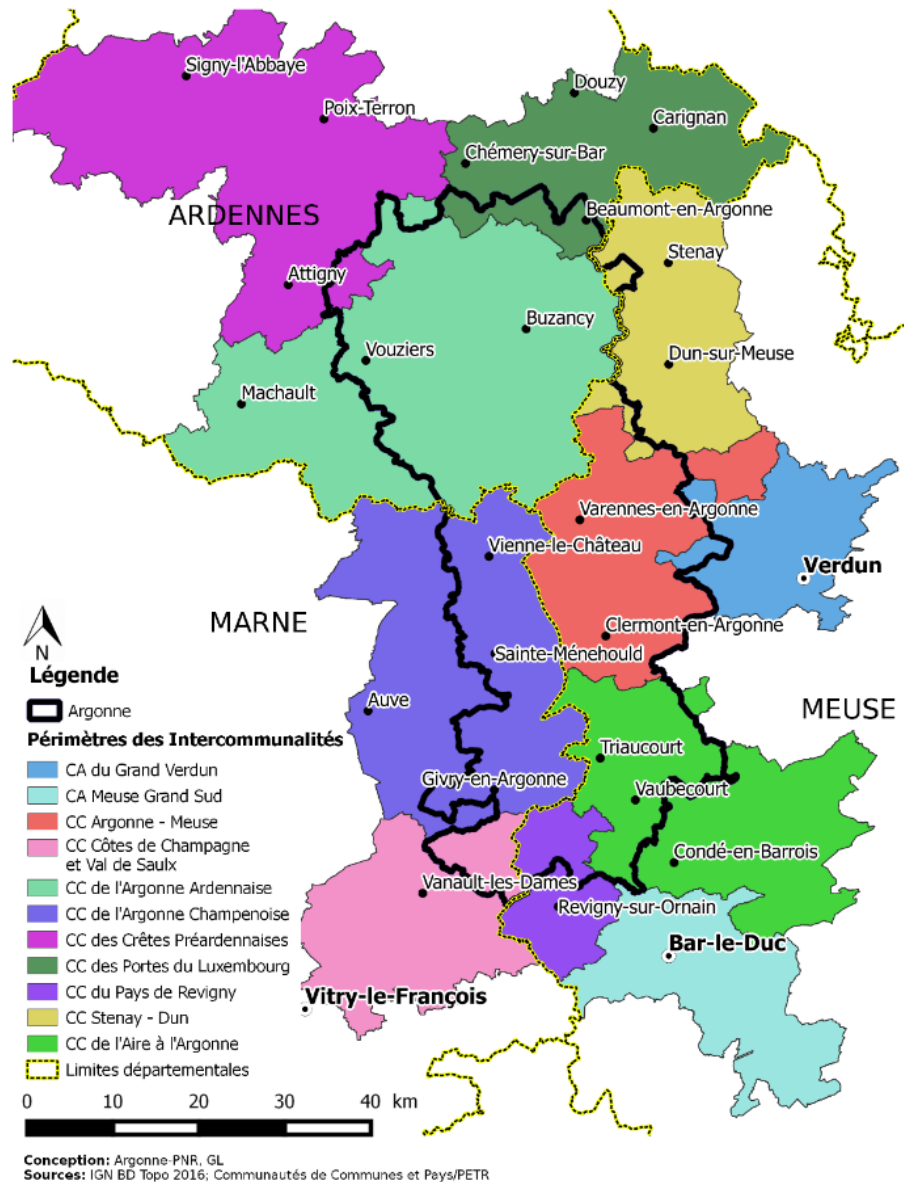 Signy-l'Abbaye
Douzy
Poix-Terron
Carignan
Chémery-sur-Bar
ARDENNES
Beaumont-en-Argonne
Stenay
Attigny
Buzancy
Vouziers
Dun-sur-Meuse
Machault
Varennes-en-Argonne
Vienne-le-Château
Verdun
MARNE
Clermont-en-Argonne
Sainte-Ménehould
Auve
MEUSE
Triaucourt
Givry-en-Argonne
Vaubecourt
Condé-en-Barrois
Vanault-les-Dames
Revigny-sur-Ornain
Bar-le-Duc
Vitry-le-François
N
Légende
Argonne
Périmètres des Intercommunalités
CA du Grand Verdun
CA Meuse Grand Sud
CC Argonne - Meuse
CC Côtes de Champagne
et Val de Saulx
CC de l'Argonne Ardennaise
CC de l'Argonne Champenoise
CC des Crêtes Préardennaises
CC des Portes du Luxembourg
CC du Pays de Revigny
CC Stenay - Dun
CC de l'Aire à l'Argonne
Limites départementales
0 10 20 30 40 km
Conception: Argonne-PNR, GL
Sources: IGN BD Topo 2016; Communautés de Communes et Pays/PETR